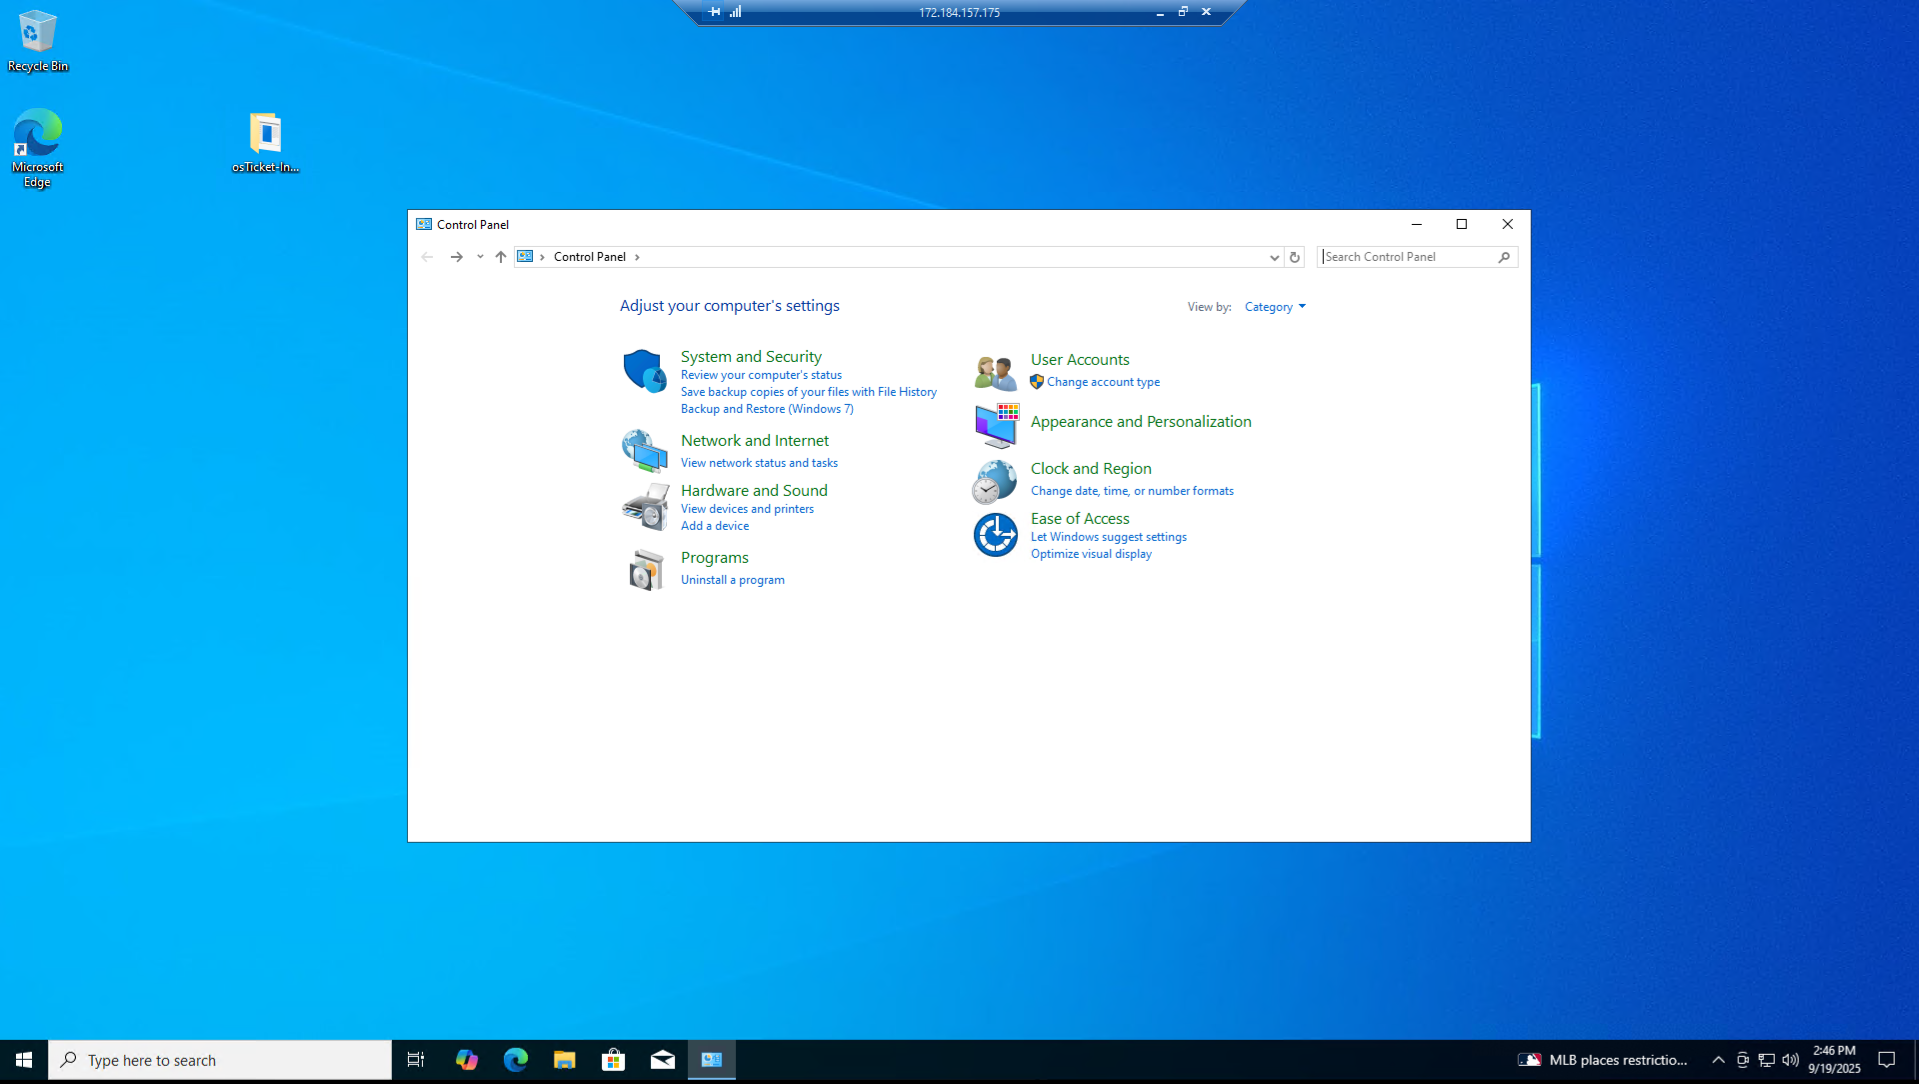 172.184.157.175
Recycle Bin
Microsoft
Edge
osTicket-In...
Control Panel
Control Panel
Search Control Panel
Adjust your computer's settings
View by: Category
System and Security
Review your computer's status
Save backup copies of your files with File History
Backup and Restore (Windows 7)
Network and Internet
View network status and tasks
Hardware and Sound
View devices and printers
Add a device
Programs
Uninstall a program
User Accounts
Change account type
Appearance and Personalization
Clock and Region
Change date, time, or number formats
Ease of Access
Let Windows suggest settings
Optimize visual display
Type here to search
MLB places restrictio...
2:46 PM
9/19/2025